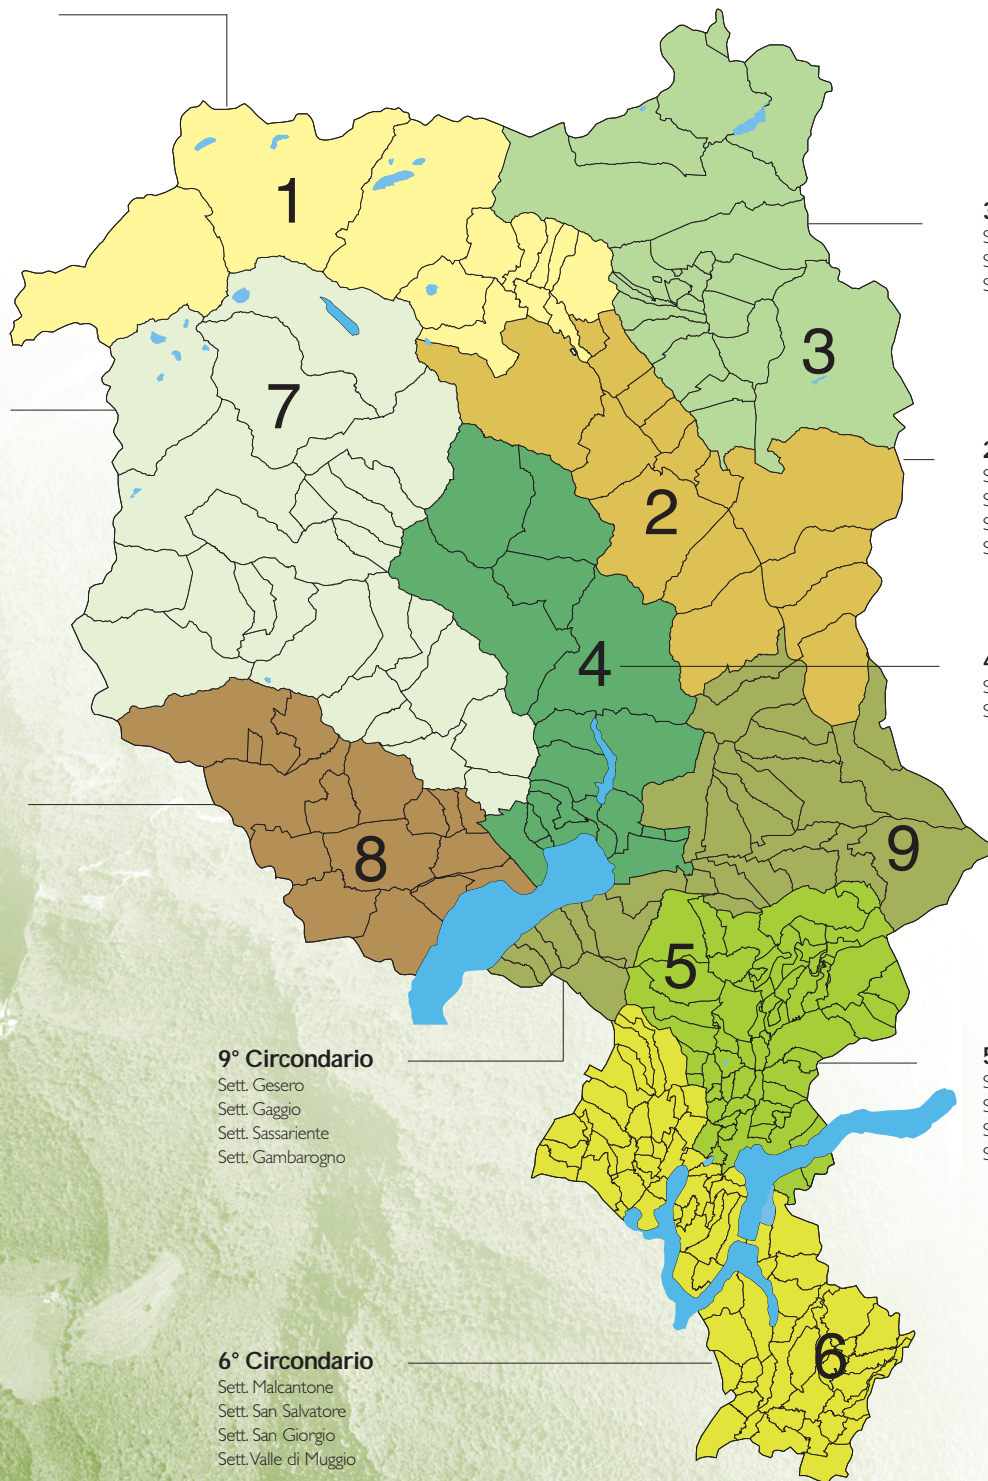 1
3
7
2
4
8
9
5
9° Circondario
Sett. Gesero
Sett. Gaggio
Sett. Sassariente
Sett. Gambarogno
6° Circondario
Sett. Malcantone
Sett. San Salvatore
Sett. San Giorgio
Sett. Valle di Muggio
6